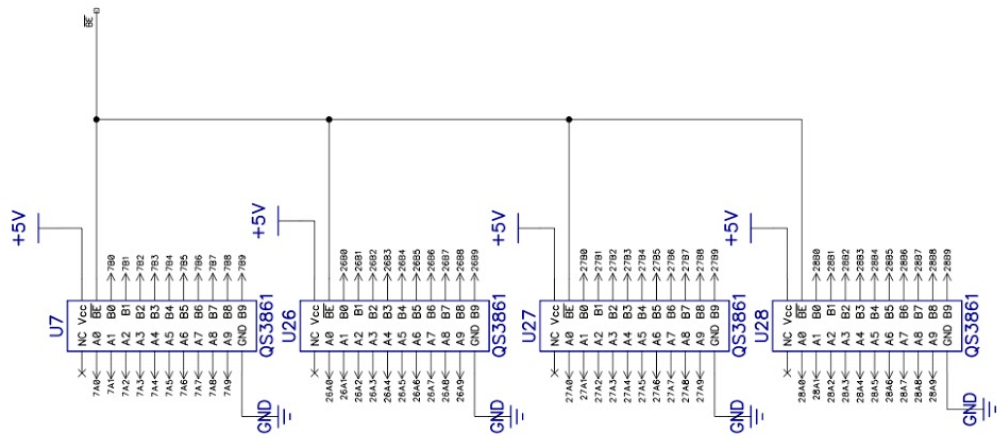 BE
+5V
7B0 7B1 7B2 7B3 7B4 7B5 7B6 7B7 7B8 7B9
U7
Vcc BE B0 B1 B2 B3 B4 B5 B6 B7 B8 B9
NC A0 A1 A2 A3 A4 A5 A6 A7 A8 A9 GND
QS3861
7A0 7A1 7A2 7A3 7A4 7A5 7A6 7A7 7A8 7A9
GND
+5V
26B0 26B1 26B2 26B3 26B4 26B5 26B6 26B7 26B8 26B9
U26
Vcc BE B0 B1 B2 B3 B4 B5 B6 B7 B8 B9
NC A0 A1 A2 A3 A4 A5 A6 A7 A8 A9 GND
QS3861
26A0 26A1 26A2 26A3 26A4 26A5 26A6 26A7 26A8 26A9
GND
+5V
27B0 27B1 27B2 27B3 27B4 27B5 27B6 27B7 27B8 27B9
U27
Vcc BE B0 B1 B2 B3 B4 B5 B6 B7 B8 B9
NC A0 A1 A2 A3 A4 A5 A6 A7 A8 A9 GND
QS3861
27A0 27A1 27A2 27A3 27A4 27A5 27A6 27A7 27A8 27A9
GND
+5V
28B0 28B1 28B2 28B3 28B4 28B5 28B6 28B7 28B8 28B9
U28
Vcc BE B0 B1 B2 B3 B4 B5 B6 B7 B8 B9
NC A0 A1 A2 A3 A4 A5 A6 A7 A8 A9 GND
QS3861
28A0 28A1 28A2 28A3 28A4 28A5 28A6 28A7 28A8 28A9
GND